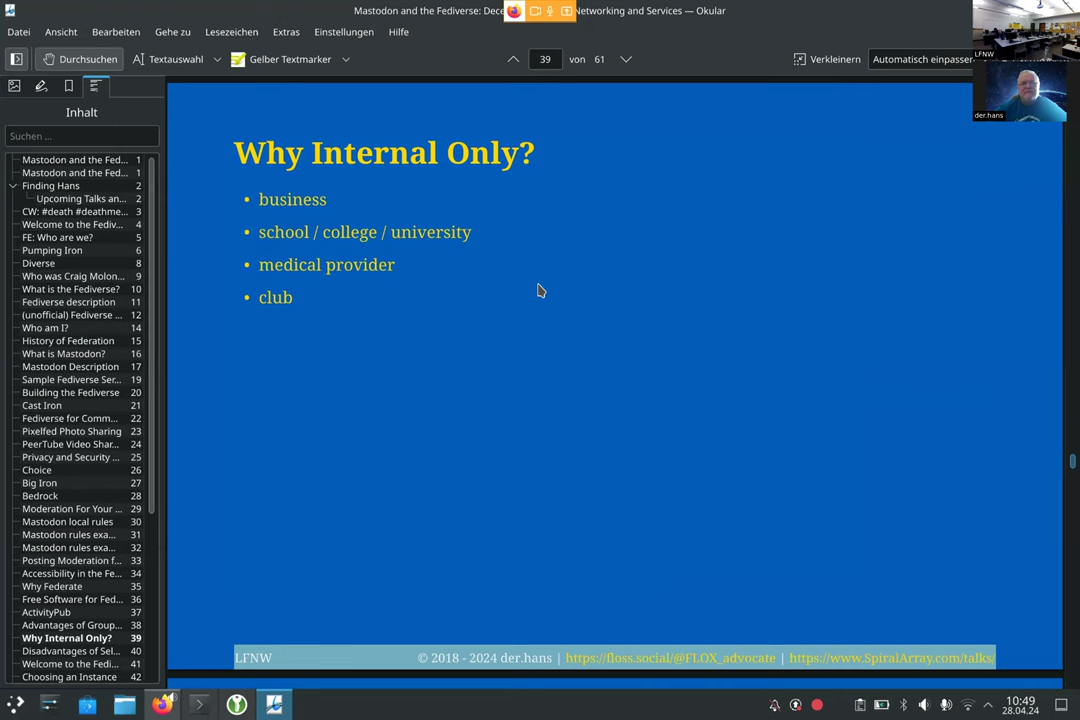 Mastodon and the Fediverse: Dece
Networking and Services — Okular
Datei Ansicht Bearbeiten Gehe zu Lesezeichen Extras Einstellungen Hilfe
LFNW
Durchsuchen Textauswahl Gelber Textmarker 39 von 61 Verkleinern Automatisch einpassen
der.hans
Inhalt
Suchen ...
Mastodon and the Fed... 1
Mastodon and the Fed... 1
Finding Hans 2
Upcoming Talks an... 2
CW: #death #deathme... 3
Welcome to the Fediv... 4
FE: Who are we? 5
Pumping Iron 6
Diverse 8
Who was Craig Molon... 9
What is the Fediverse? 10
Fediverse description 11
(unofficial) Fediverse ... 12
Who am I? 14
History of Federation 15
What is Mastodon? 16
Mastodon Description 17
Sample Fediverse Ser... 19
Building the Fediverse 20
Cast Iron 21
Fediverse for Comm... 22
Pixelfed Photo Sharing 23
PeerTube Video Shar... 24
Privacy and Security ... 25
Choice 26
Big Iron 27
Bedrock 28
Moderation For Your ... 29
Mastodon local rules 30
Mastodon rules exa... 31
Mastodon rules exa... 32
Posting Moderation f... 33
Accessibility in the Fe... 34
Why Federate 35
Free Software for Fed... 36
ActivityPub 37
Advantages of Group... 38
Why Internal Only? 39
Disadvantages of Sel... 40
Welcome to the Fedi... 41
Choosing an Instance 42
Why Internal Only?
• business
• school / college / university
• medical provider
• club
LFNW © 2018 - 2024 der.hans | https://floss.social/@FLOX_advocate | https://www.SpiralArray.com/talks/
10:49
28.04.24